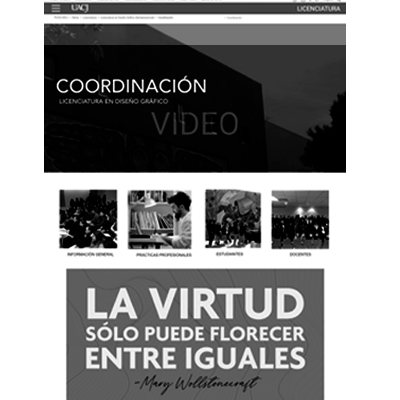 UACJ
LICENCIATURA
COORDINACIÓN
LICENCIATURA EN DISEÑO GRÁFICO
VIDEO
INFORMACIÓN GENERAL
PRÁCTICAS PROFESIONALES
ESTUDIANTES
DOCENTES
LA VIRTUD
SÓLO PUEDE FLORECER
ENTRE IGUALES
-Mary Wollstonecraft